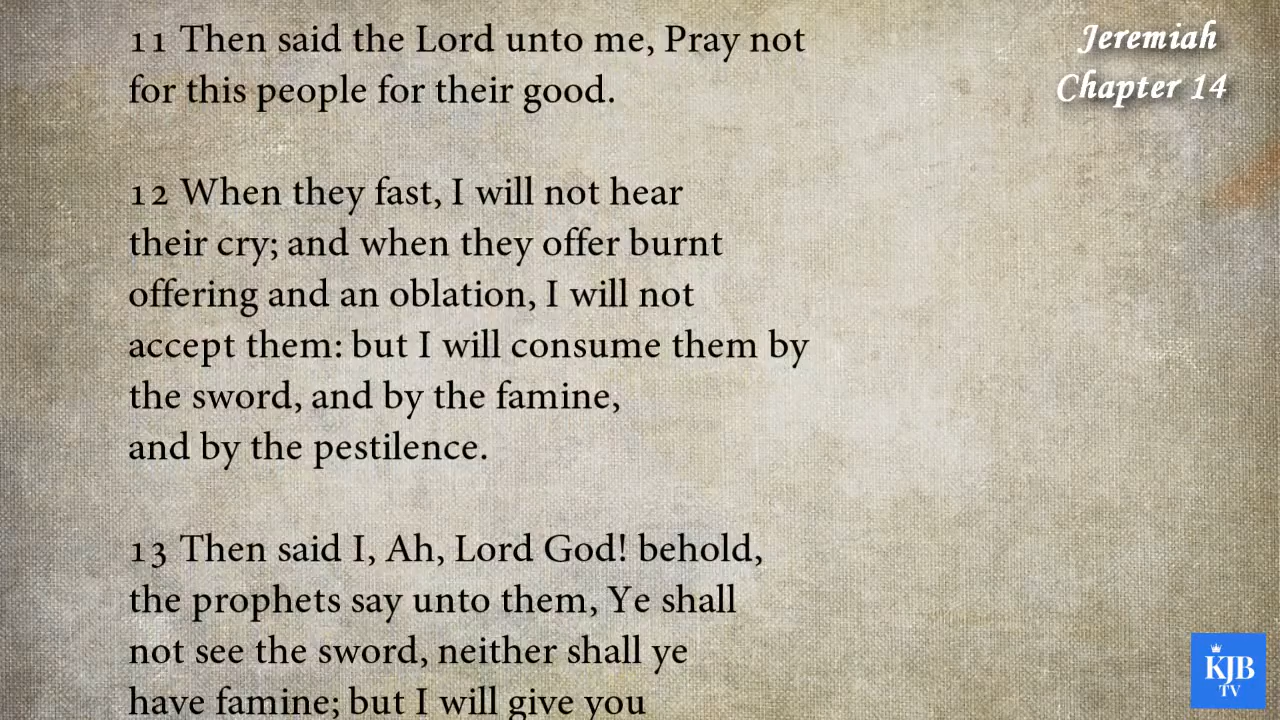 11 Then said the Lord unto me, Pray not
for this people for their good.
12 When they fast, I will not hear
their cry; and when they offer burnt
offering and an oblation, I will not
accept them: but I will consume them by
the sword, and by the famine,
and by the pestilence.
13 Then said I, Ah, Lord God! behold,
the prophets say unto them, Ye shall
not see the sword, neither shall ye
have famine; but I will give you
Jeremiah
Chapter 14
KJB
TV